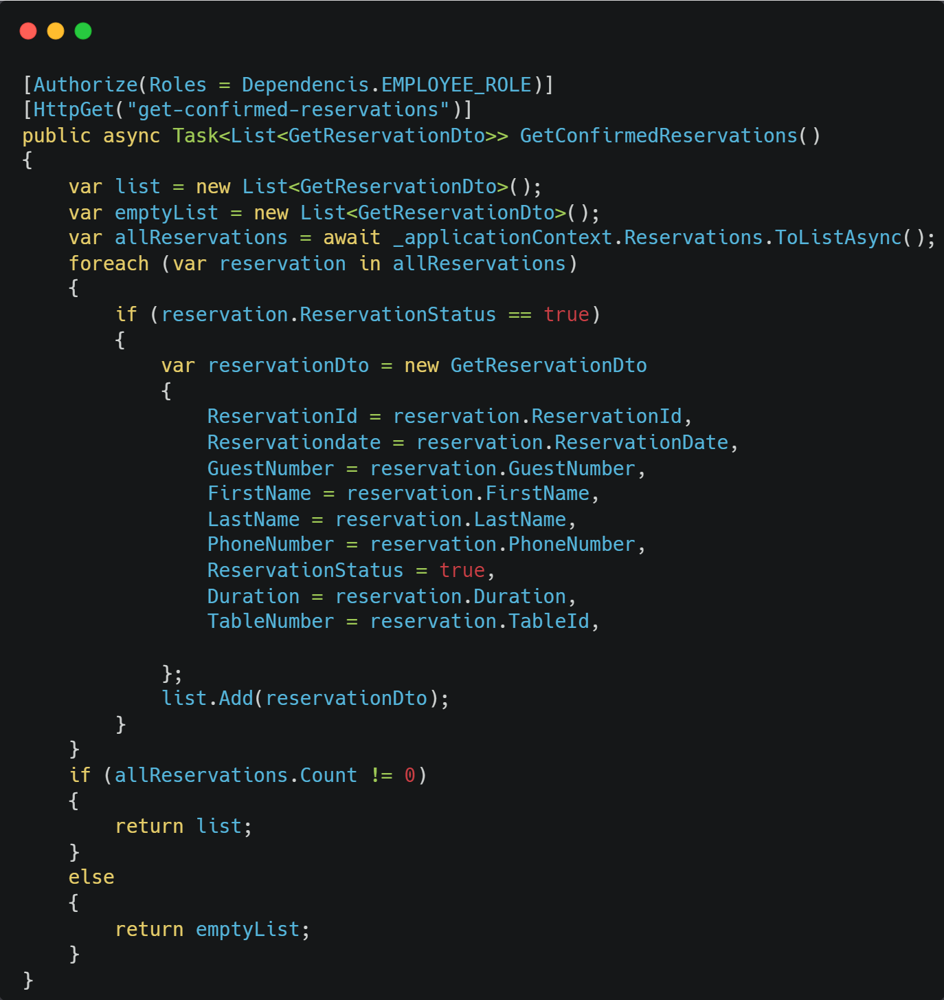 [Authorize(Roles = Dependencis.EMPLOYEE_ROLE)]
[HttpGet("get-confirmed-reservations")]
public async Task<List<GetReservationDto>> GetConfirmedReservations()
{
    var list = new List<GetReservationDto>();
    var emptyList = new List<GetReservationDto>();
    var allReservations = await _applicationContext.Reservations.ToListAsync();
    foreach (var reservation in allReservations)
    {
        if (reservation.ReservationStatus == true)
        {
            var reservationDto = new GetReservationDto
            {
                ReservationId = reservation.ReservationId,
                Reservationdate = reservation.ReservationDate,
                GuestNumber = reservation.GuestNumber,
                FirstName = reservation.FirstName,
                LastName = reservation.LastName,
                PhoneNumber = reservation.PhoneNumber,
                ReservationStatus = true,
                Duration = reservation.Duration,
                TableNumber = reservation.TableId,

            };
            list.Add(reservationDto);
        }
    }
    if (allReservations.Count != 0)
    {
        return list;
    }
    else
    {
        return emptyList;
    }
}